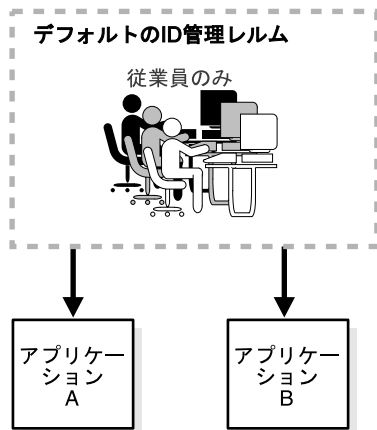 デフォルトのID管理レルム
従業員のみ
アプリケー
ション
A
アプリケー
ション
B